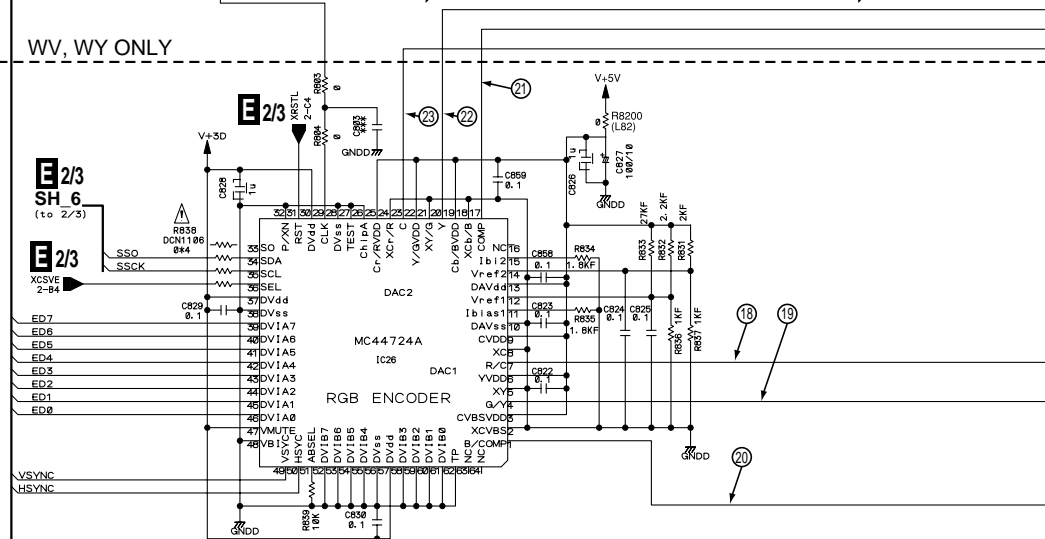 WV, WY ONLY
E 2/3
XRSTL
2-C4
R803
0
R804
0
C803
***
GNDD
23
22
21
V+5V
0
R8200
(L82)
C826
1u
C827
100/10
GNDD
V+3D
C828
1u
C859
0.1
E 2/3
SH_6
(to 2/3)
R838
DCN1106
0*4
E 2/3
XCSVE
2-B4
SSO
SSCK
C829
0.1
ED7
ED6
ED5
ED4
ED3
ED2
ED1
ED0
VSYNC
HSYNC
32 P/XN
31 RST
30 DVdd
29 CLK
28 DVss
27 TEST
26 ChipA
25 Cr/RVDD
24 XCr/R
23 C
22 Y/GVDD
21 XY/G
20 Y
19 Cb/BVDD
18 XCb/B
17 COMP
33 SO
34 SDA
35 SCL
36 SEL
37 DVdd
38 DVss
39 DVIA7
40 DVIA6
41 DVIA5
42 DVIA4
43 DVIA3
44 DVIA2
45 DVIA1
46 DVIA0
47 VMUTE
48 VBI
DAC2
MC44724A
IC26
DAC1
RGB ENCODER
NC 16
Ibl2 15
Vref2 14
DAVdd 13
Vref1 12
Ibias1 11
DAVss 10
CVDD 9
XC 8
R/C 7
YVDD 6
XY 5
G/Y 4
CVBSVDD 3
XCVBS 2
B/COMP 1
49 VSYC
50 HSYC
51 ABSEL
52 DVIB7
53 DVIB6
54 DVIB5
55 DVIB4
56 DVss
57 DVdd
58 DVIB3
59 DVIB2
60 DVIB1
61 DVIB0
62 TP
63 NC
64 NC
C858
0.1
R834
1.8KF
C823
0.1
R835
1.8KF
C822
0.1
C824
0.1
C825
0.1
27KF
R833
2.2KF
R832
2KF
R831
R836
1KF
R837
1KF
GNDD
18
19
20
GNDD
R839
10K
C830
0.1